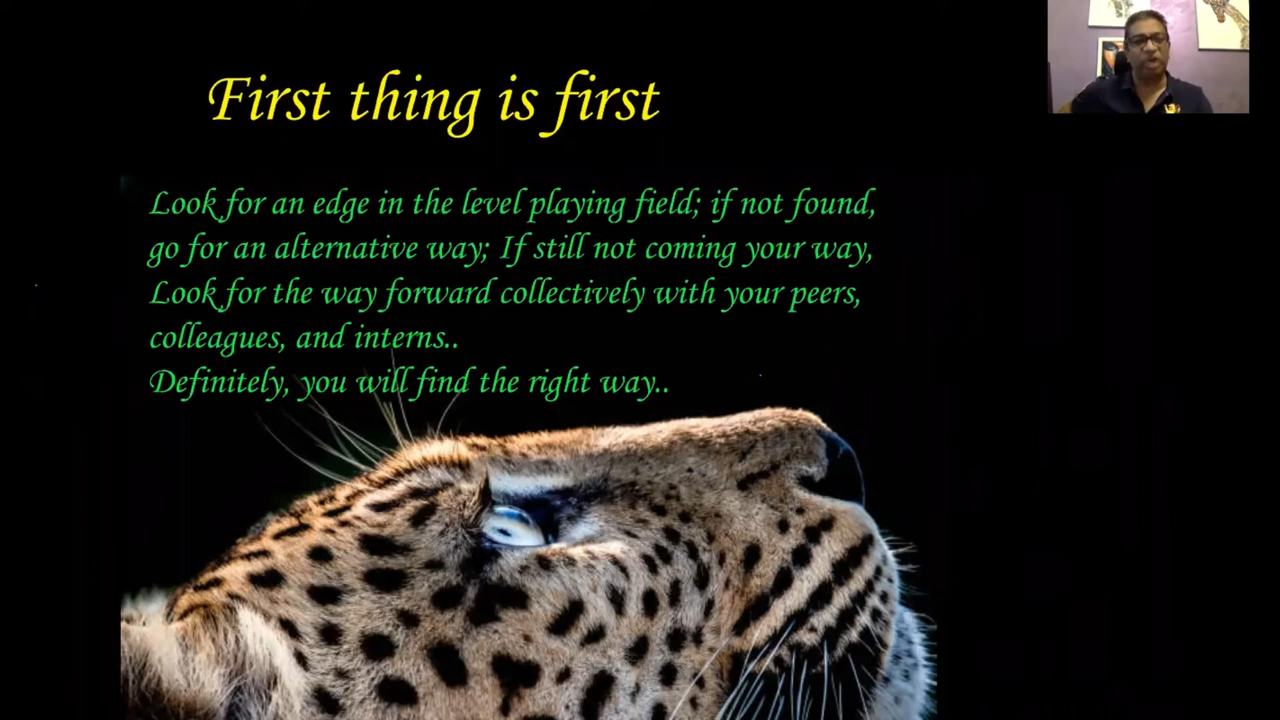 First thing is first
Look for an edge in the level playing field; if not found,
go for an alternative way; If still not coming your way,
Look for the way forward collectively with your peers,
colleagues, and interns..
Definitely, you will find the right way..